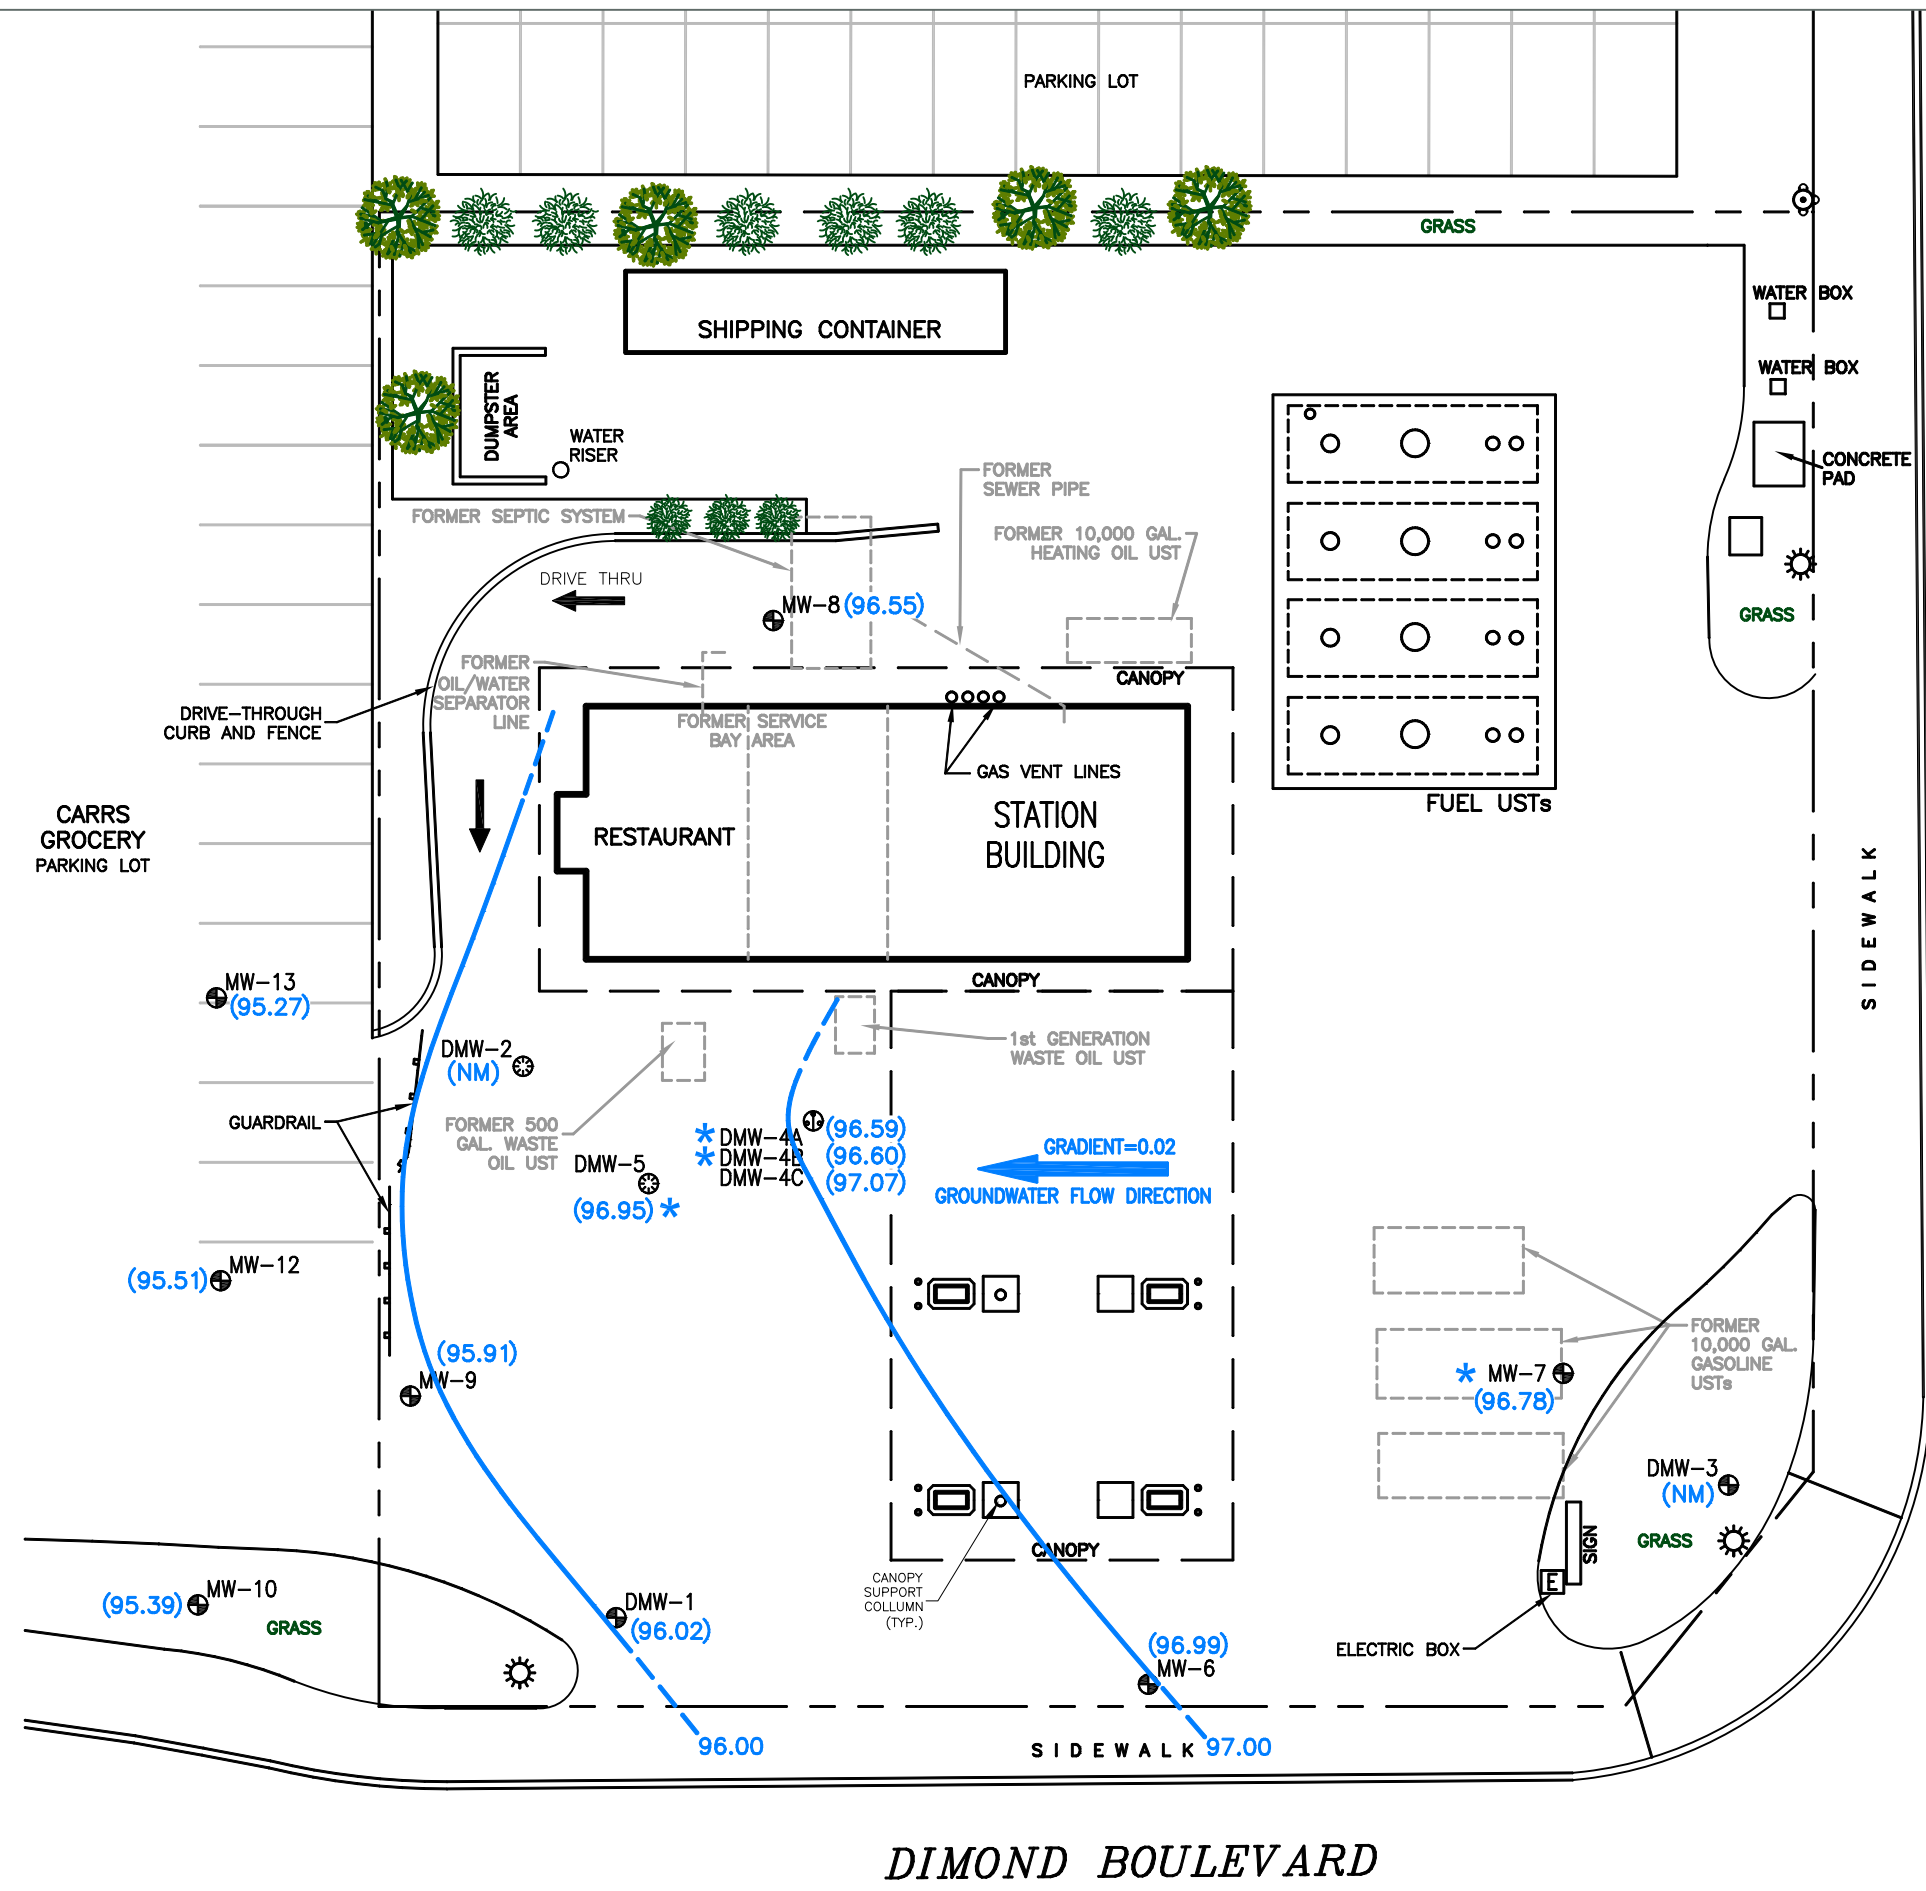 PARKING LOT
GRASS
WATER BOX
SHIPPING CONTAINER
WATER BOX
DUMPSTER
AREA
WATER
RISER
CONCRETE
PAD
FORMER
SEWER PIPE
FORMER SEPTIC SYSTEM
FORMER 10,000 GAL.
HEATING OIL UST
DRIVE THRU
MW-8 (96.55)
GRASS
FORMER
OIL/WATER
SEPARATOR
LINE
CANOPY
DRIVE-THROUGH
CURB AND FENCE
FORMER SERVICE
BAY AREA
GAS VENT LINES
FUEL USTs
CARRS
GROCERY
PARKING LOT
RESTAURANT
STATION
BUILDING
SIDEWALK
MW-13
(95.27)
CANOPY
DMW-2
(NM)
1st GENERATION
WASTE OIL UST
GUARDRAIL
FORMER 500
GAL. WASTE
OIL UST
* DMW-4A (96.59)
* DMW-4B (96.60)
DMW-4C (97.07)
GRADIENT=0.02
GROUNDWATER FLOW DIRECTION
DMW-5
(96.95) *
MW-12
(95.51)
FORMER
10,000 GAL.
GASOLINE
USTs
(95.91)
MW-9
* MW-7
(96.78)
DMW-3
(NM)
SIGN
GRASS
CANOPY
E
CANOPY
SUPPORT
COLLUMN
(TYP.)
MW-10
(95.39)
GRASS
DMW-1
(96.02)
(96.99)
MW-6
ELECTRIC BOX
96.00
SIDEWALK
97.00
DIMOND BOULEVARD